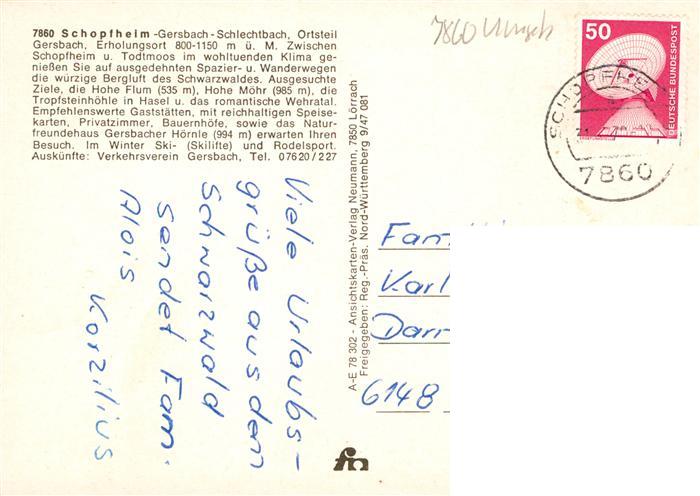 7860 Schopfheim -Gersbach-Schlechtbach, Ortsteil
Gersbach, Erholungsort 800-1150 m ü. M. Zwischen
Schopfheim u. Todtmoos im wohltuenden Klima ge-
nießen Sie auf ausgedehnten Spazier- u. Wanderwegen
die würzige Bergluft des Schwarzwaldes. Ausgesuchte
Ziele, die Hohe Flum (535 m), Hohe Möhr (985 m), die
Tropfsteinhöhle in Hasel u. das romantische Wehratal.
Empfehlenswerte Gaststätten, mit reichhaltigen Speise-
karten, Privatzimmer, Bauernhöfe, sowie das Natur-
freundehaus Gersbacher Hörnle (994 m) erwarten Ihren
Besuch. Im Winter Ski- (Skilifte) und Rodelsport.
Auskünfte: Verkehrsverein Gersbach, Tel. 07620/227
Viele Urlaubs-
grüße aus dem
Schwarzwald
sendet Fam.
Alois Korzilius
A-E 78 302 - Ansichtskarten-Verlag Neumann, 7850 Lörrach
Freigegeben: Reg.-Präs. Nord-Württemberg 9/47 081
7860
50
DEUTSCHE BUNDESPOST
SCHOPFHE
7860
Fam
Karl
Darr
6148